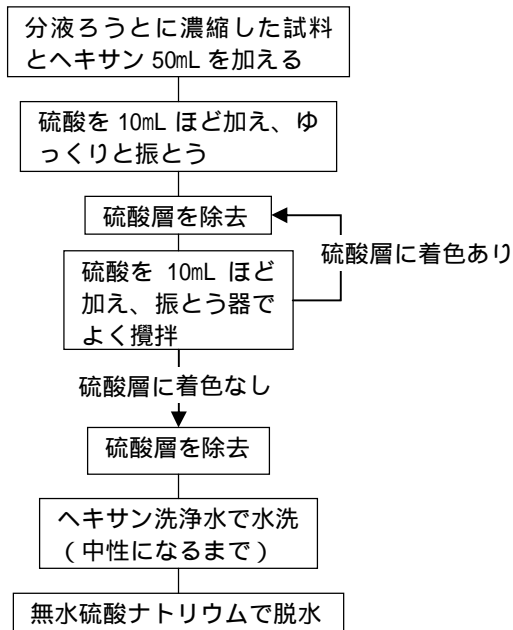 分液ろうとに濃縮した試料
とヘキサン 50mL を加える
硫酸を 10mL ほど加え、ゆ
っくりと振とう
硫酸層を除去
硫酸層に着色あり
硫酸を 10mL ほど
加え、振とう器で
よく攪拌
硫酸層に着色なし
硫酸層を除去
ヘキサン洗浄水で水洗
(中性になるまで)
無水硫酸ナトリウムで脱水